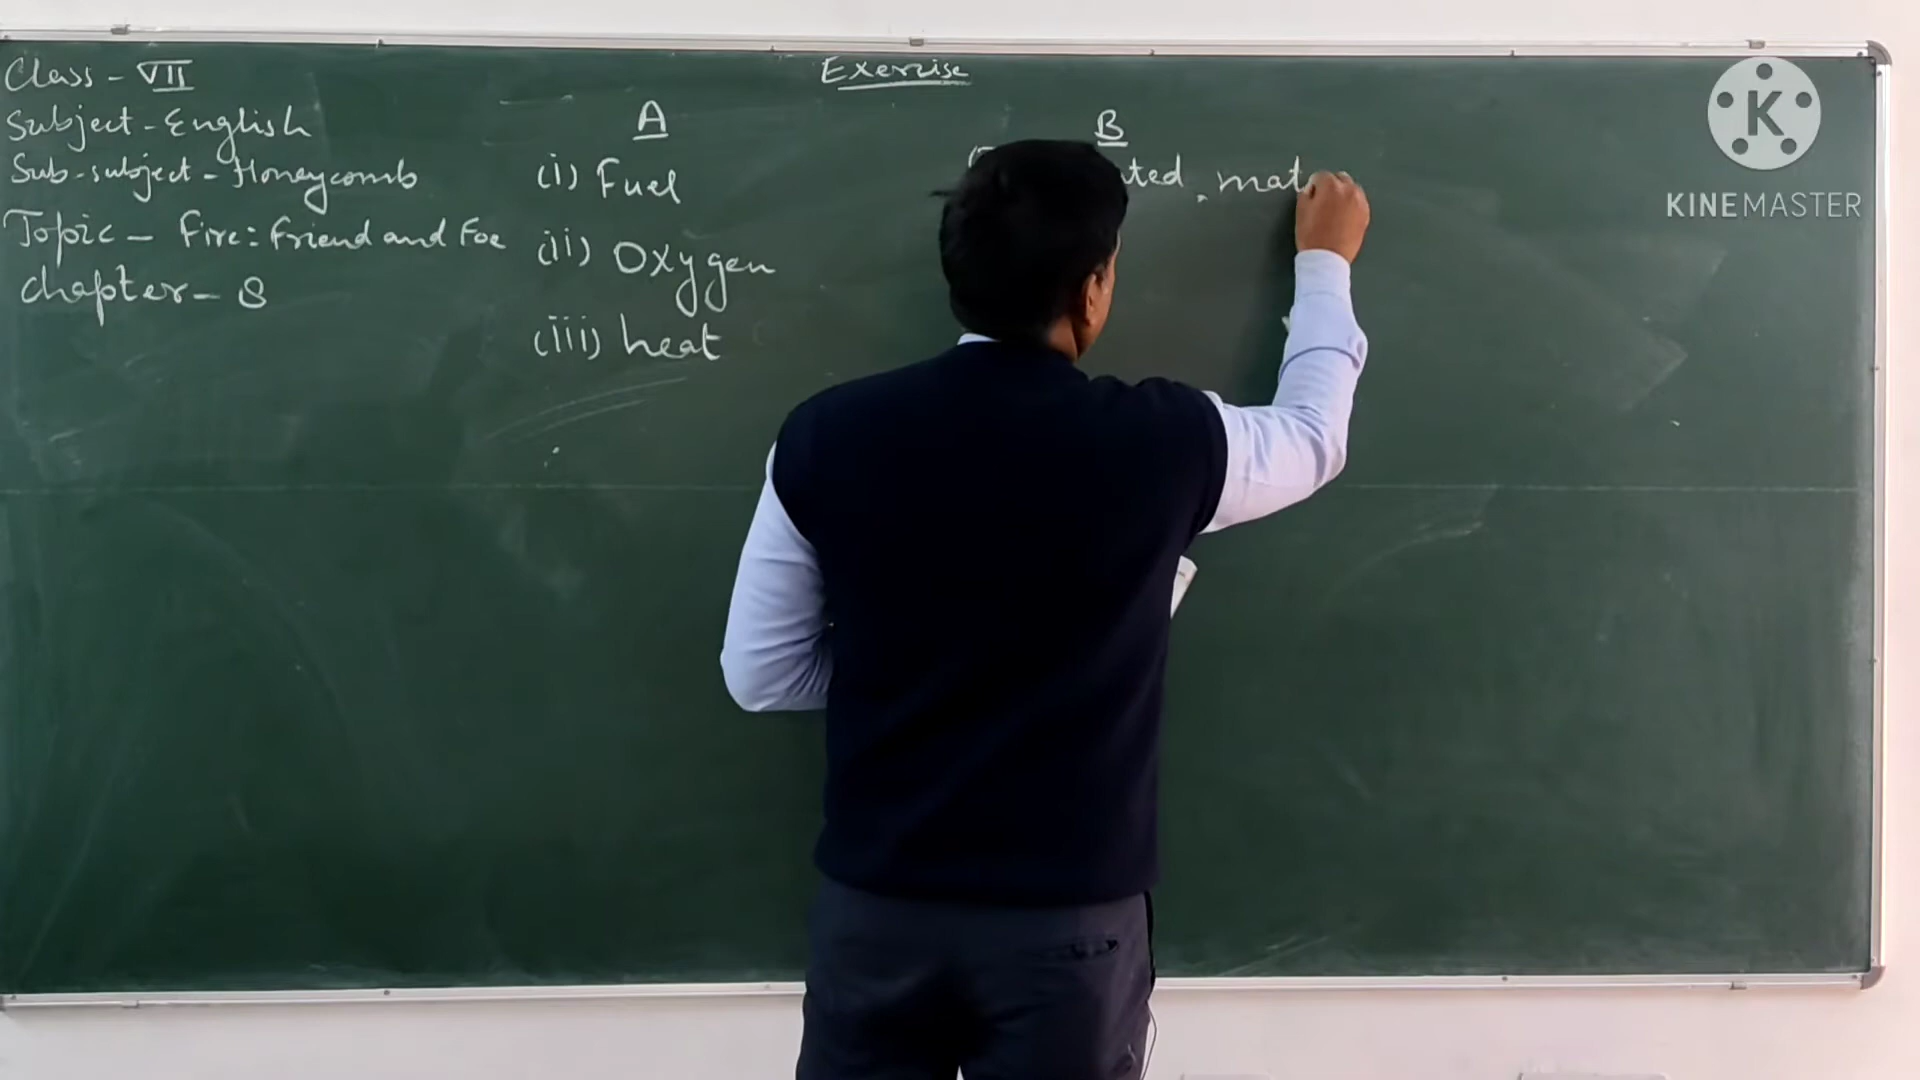 Class - VII
Subject - English
Sub-subject - Honeycomb
Topic - Fire: Friend and Foe
Chapter - 8
Exercise
A
(i) Fuel
(ii) Oxygen
(iii) heat
B
K
KINEMASTER